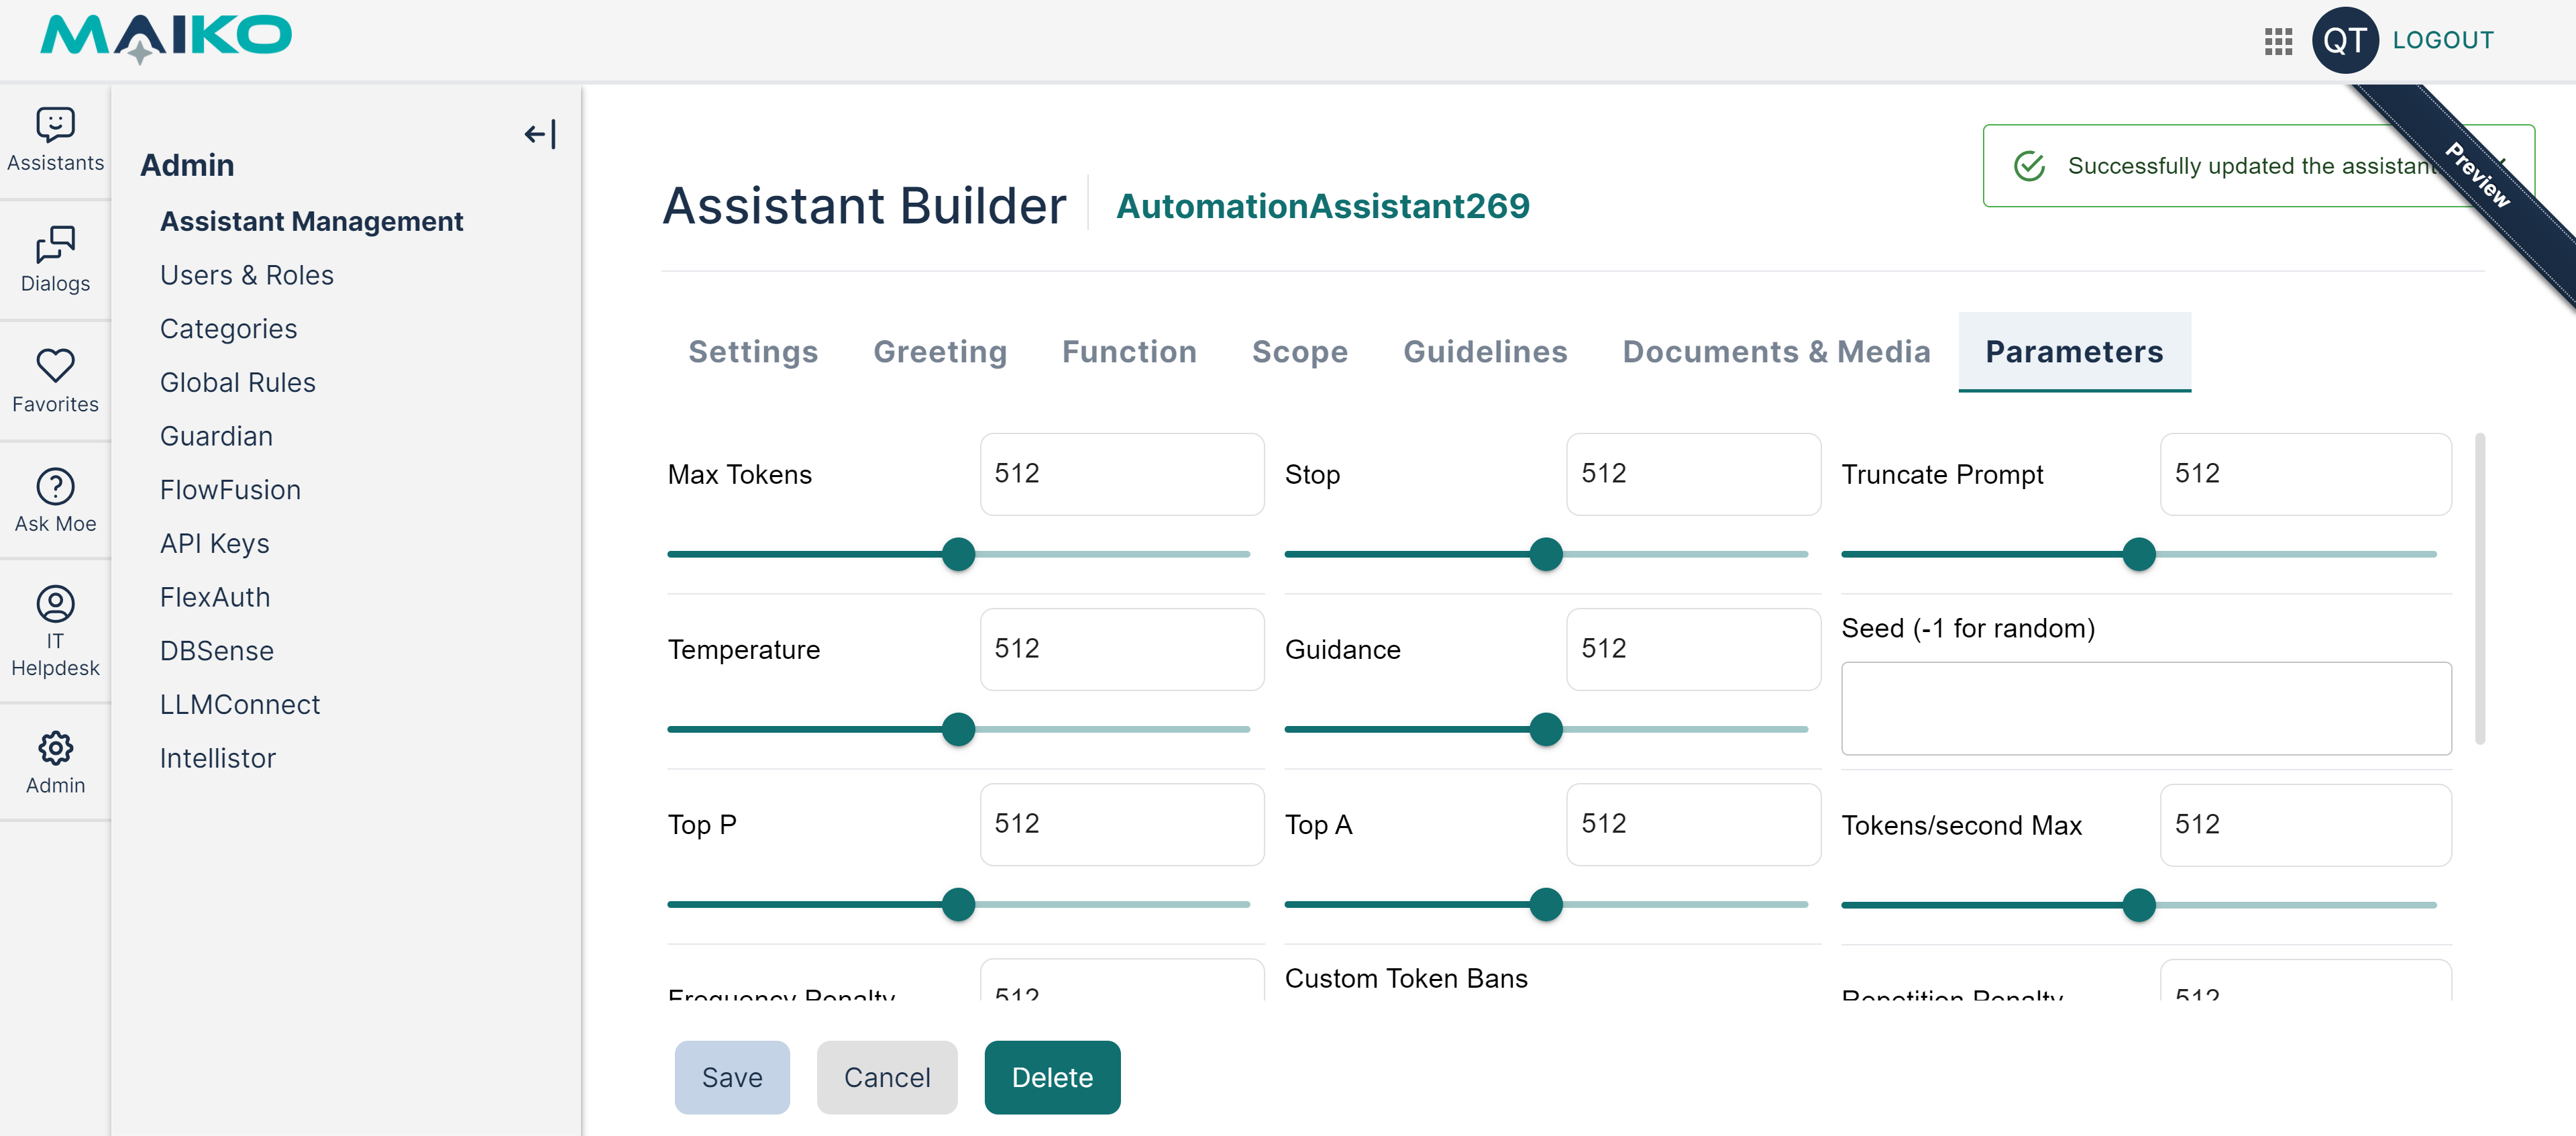 MAIKO
QT LOGOUT
Assistants
Dialogs
Favorites
Ask Moe
IT
Helpdesk
Admin
Admin
Assistant Management
Users & Roles
Categories
Global Rules
Guardian
FlowFusion
API Keys
FlexAuth
DBSense
LLMConnect
Intellistor
Assistant Builder AutomationAssistant269
Successfully updated the assistant
Preview
Settings Greeting Function Scope Guidelines Documents & Media Parameters
Max Tokens 512 Stop 512 Truncate Prompt 512
Temperature 512 Guidance 512 Seed (-1 for random)
Top P 512 Top A 512 Tokens/second Max 512
Frequency Penalty 512 Custom Token Bans Repetition Penalty 512
Save Cancel Delete